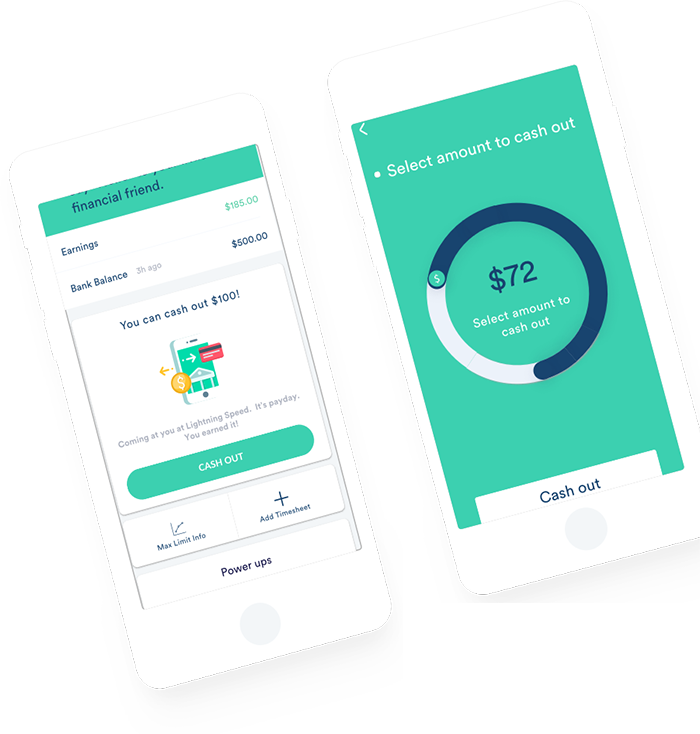 financial friend.
Earnings
$185.00
Bank Balance 3h ago
$500.00
You can cash out $100!
$
Coming at you at Lightning Speed. It's payday.
You earned it!
CASH OUT
Max Limit Info
Add Timesheet
Power ups
Select amount to cash out
$
$72
Select amount to
cash out
Cash out